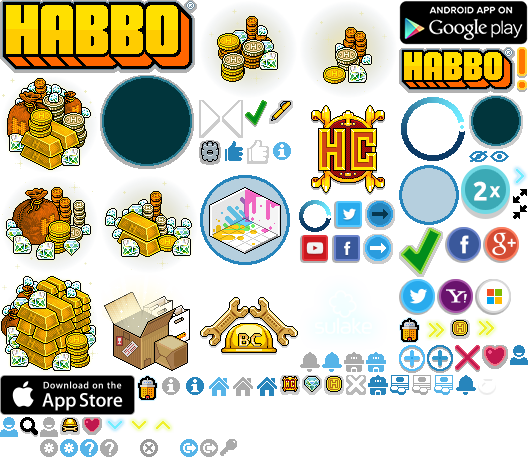 HABBO®
ANDROID APP ON
Google play
HABBO®!
HC
2x
BC
Download on the
App Store